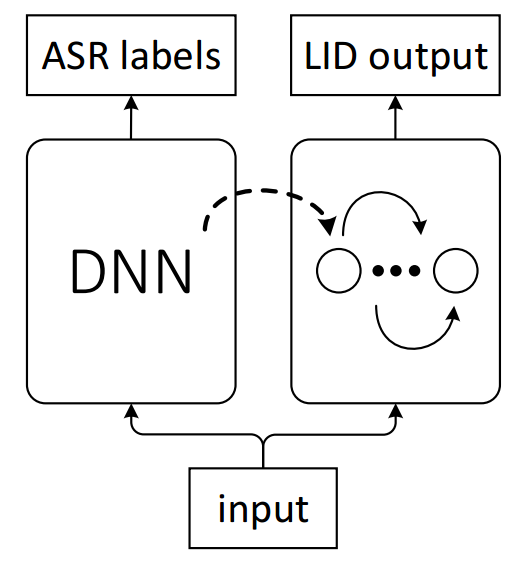 ASR labels
LID output
DNN
input